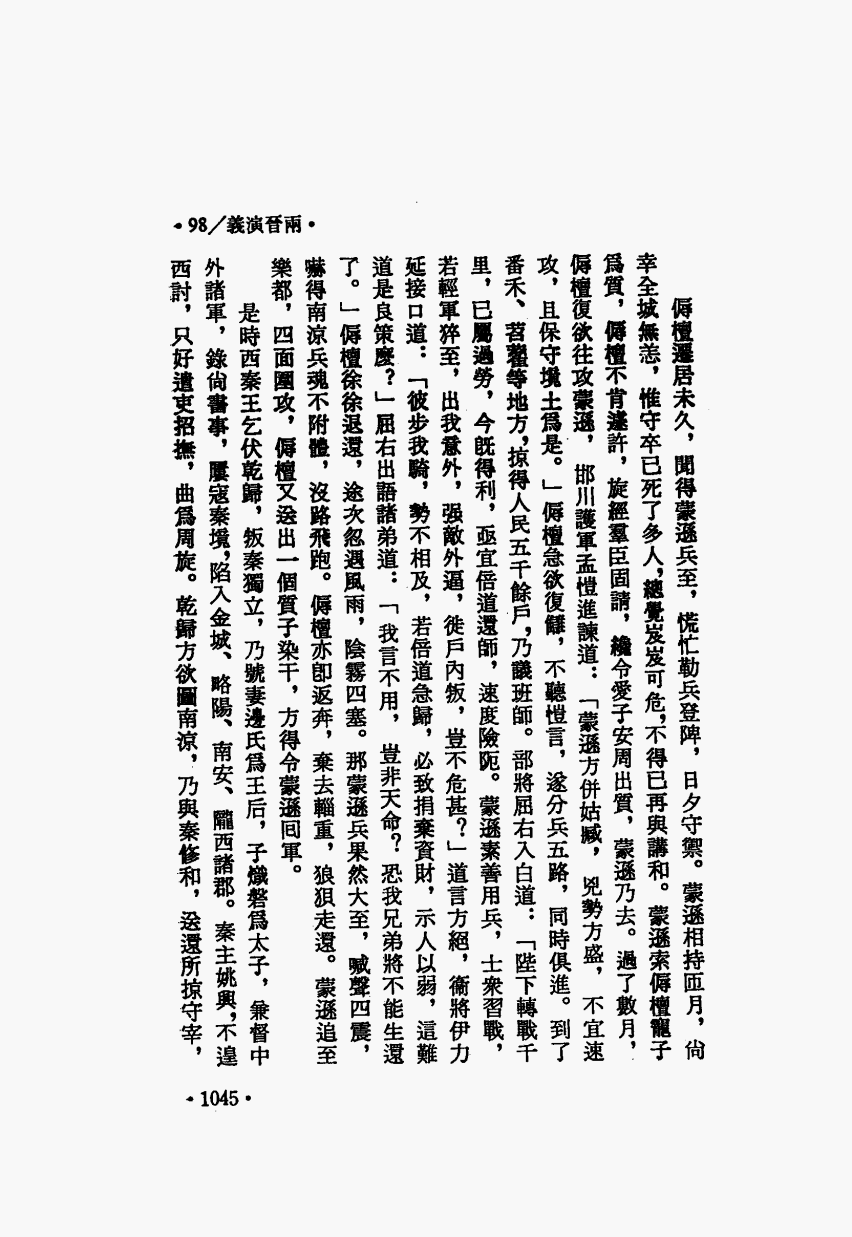 •98/義演晉兩•
傉檀遷居未久，聞得蒙遜兵至，慌忙勒兵登陴，日夕守禦。蒙遜相持匝月，尙
幸全城無恙，惟守卒已死了多人，總覺岌岌可危，不得已再與講和。蒙遜索傉檀寵子
爲質，傉檀不肯遽許，旋經羣臣固請，纔令愛子安周出質，蒙遜乃去。過了數月，
傉檀復欲往攻蒙遜，邯川護軍孟愷進諫道：「蒙遜方併姑臧，兇勢方盛，不宜速
攻，且保守境土爲是。」傉檀急欲復讎，不聽愷言，遂分兵五路，同時俱進。到了
番禾、苕藋等地方，掠得人民五千餘戶，乃議班師。部將屈右入白道：「陛下轉戰千
里，已屬過勞，今旣得利，亟宜倍道還師，速度險阨。蒙遜素善用兵，士衆習戰，
若輕軍猝至，出我意外，强敵外逼，徙戶內叛，豈不危甚？」道言方絕，衞將伊力
延接口道：「彼步我騎，勢不相及，若倍道急歸，必致捐棄資財，示人以弱，這難
道是良策麼？」屈右出語諸弟道：「我言不用，豈非天命？恐我兄弟將不能生還
了。」傉檀徐徐退還，途次忽遇風雨，陰霧四塞。那蒙遜兵果然大至，喊聲四震，
嚇得南涼兵魂不附體，沒路飛跑。傉檀亦卽返奔，棄去輜重，狼狽走還。蒙遜追至
樂都，四面圍攻，傉檀又送出一個質子染干，方得令蒙遜回軍。
是時西秦王乞伏乾歸，叛秦獨立，乃號妻邊氏爲王后，子熾磐爲太子，兼督中
外諸軍，錄尙書事，屢寇秦境，陷入金城、略陽、南安、隴西諸郡。秦主姚興，不遑
西討，只好遣吏招撫，曲爲周旋。乾歸方欲圖南涼，乃與秦修和，送還所掠守宰，
•1045•